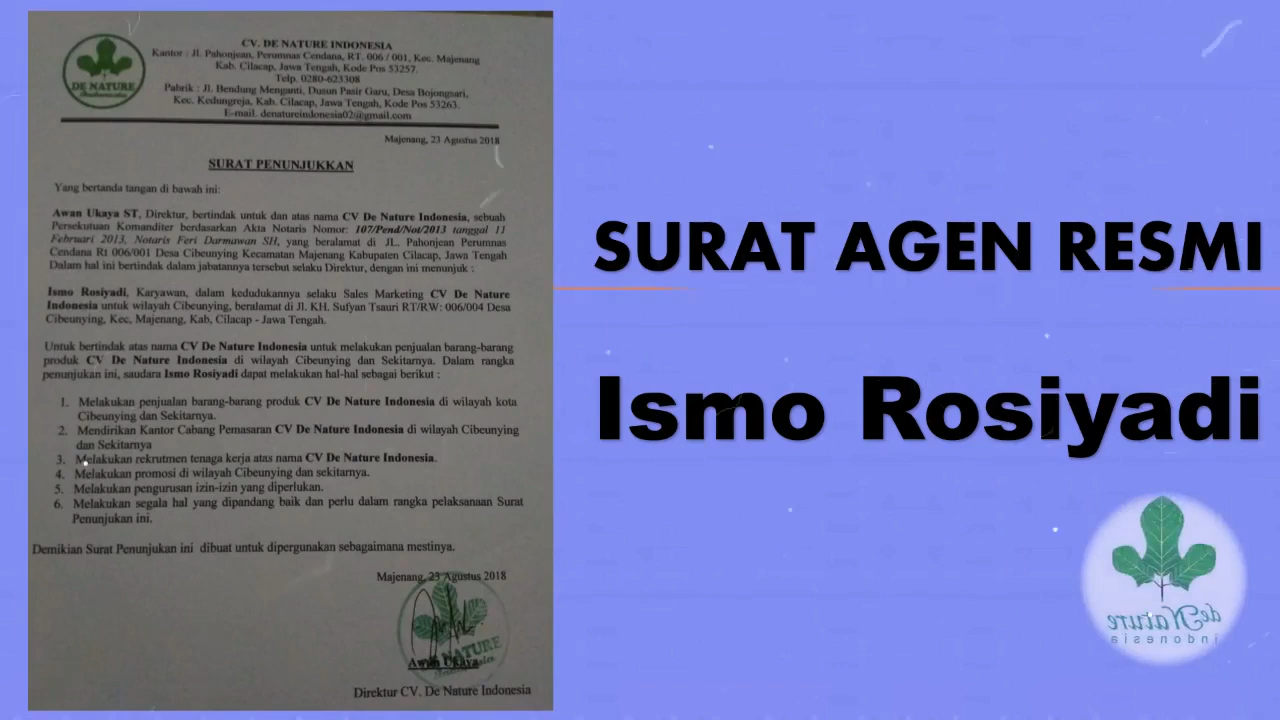 DE NATURE
Indonesia
CV. DE NATURE INDONESIA
Kantor : Jl. Pahonjean, Perumnas Cendana, RT. 006 / 001, Kec. Majenang
Kab. Cilacap, Jawa Tengah, Kode Pos 53257.
Telp. 0280-623308
Pabrik : Jl. Bendung Menganti, Dusun Pasir Garu, Desa Bojongsari,
Kec. Kedungreja, Kab. Cilacap, Jawa Tengah, Kode Pos 53263.
E-mail. denatureindonesia02@gmail.com
Majenang, 23 Agustus 2018
SURAT PENUNJUKKAN
Yang bertanda tangan di bawah ini:
Awan Ukaya ST, Direktur, bertindak untuk dan atas nama CV De Nature Indonesia, sebuah
Persekutuan Komanditer berdasarkan Akta Notaris Nomor: 107/Pend/Not/2013 tanggal 11
Februari 2013, Notaris Feri Darmawan SH, yang beralamat di JL. Pahonjean Perumnas
Cendana Rt 006/001 Desa Cibeunying Kecamatan Majenang Kabupaten Cilacap, Jawa Tengah
Dalam hal ini bertindak dalam jabatannya tersebut selaku Direktur, dengan ini menunjuk :
Ismo Rosiyadi, Karyawan, dalam kedudukannya selaku Sales Marketing CV De Nature
Indonesia untuk wilayah Cibeunying, beralamat di Jl. KH. Sufyan Tsauri RT/RW: 006/004 Desa
Cibeunying, Kec, Majenang, Kab, Cilacap - Jawa Tengah.
Untuk bertindak atas nama CV De Nature Indonesia untuk melakukan penjualan barang-barang
produk CV De Nature Indonesia di wilayah Cibeunying dan Sekitarnya. Dalam rangka
penunjukan ini, saudara Ismo Rosiyadi dapat melakukan hal-hal sebagai berikut :
1. Melakukan penjualan barang-barang produk CV De Nature Indonesia di wilayah kota
Cibeunying dan Sekitarnya.
2. Mendirikan Kantor Cabang Pemasaran CV De Nature Indonesia di wilayah Cibeunying
dan Sekitarnya
3. Melakukan rekrutmen tenaga kerja atas nama CV De Nature Indonesia.
4. Melakukan promosi di wilayah Cibeunying dan sekitarnya.
5. Melakukan pengurusan izin-izin yang diperlukan.
6. Melakukan segala hal yang dipandang baik dan perlu dalam rangka pelaksanaan Surat
Penunjukan ini.
Demikian Surat Penunjukan ini dibuat untuk dipergunakan sebagaimana mestinya.
Majenang, 23 Agustus 2018
NATURE
Indonesia
Awan Ukaya
Direktur CV. De Nature Indonesia
SURAT AGEN RESMI
Ismo Rosiyadi
deNature
indonesia